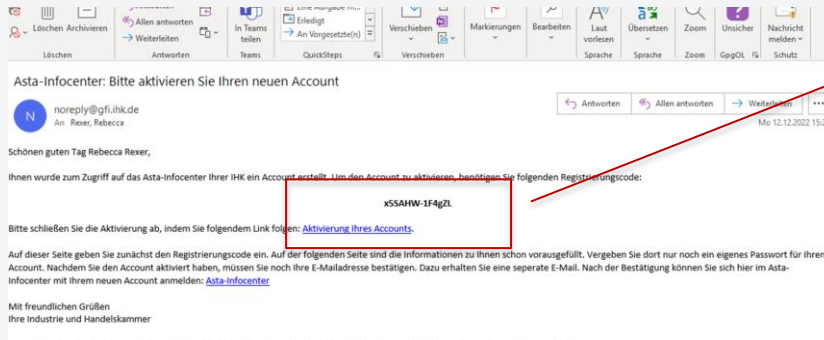 Eine Aufgabe m...
Allen antworten
Erledigt
Löschen Archivieren
In Teams teilen
Verschieben
Markierungen
Bearbeiten
Laut vorlesen
Übersetzen
Zoom
Unsicher
Nachricht melden
Weiterleiten
An Vorgesetzte(n)
Löschen
Antworten
Teams
QuickSteps
Verschieben
Sprache
Sprache
Zoom
GpgOL
Schutz
Asta-Infocenter: Bitte aktivieren Sie Ihren neuen Account
N
noreply@gfi.ihk.de
An Rexer, Rebecca
Antworten
Allen antworten
Weiterleiten
Mo 12.12.2022 15:2
Schönen guten Tag Rebecca Rexer,
Ihnen wurde zum Zugriff auf das Asta-Infocenter Ihrer IHK ein Account erstellt. Um den Account zu aktivieren, benötigen Sie folgenden Registrierungscode:
x5SAHW-1F4gZL
Bitte schließen Sie die Aktivierung ab, indem Sie folgendem Link folgen: Aktivierung Ihres Accounts.
Auf dieser Seite geben Sie zunächst den Registrierungscode ein. Auf der folgenden Seite sind die Informationen zu Ihnen schon vorausgefüllt. Vergeben Sie dort nur noch ein eigenes Passwort für Ihren
Account. Nachdem Sie den Account aktiviert haben, müssen Sie noch Ihre E-Mailadresse bestätigen. Dazu erhalten Sie eine seperate E-Mail. Nach der Bestätigung können Sie sich hier im Asta-
Infocenter mit Ihrem neuen Account anmelden: Asta-Infocenter
Mit freundlichen Grüßen
Ihre Industrie und Handelskammer